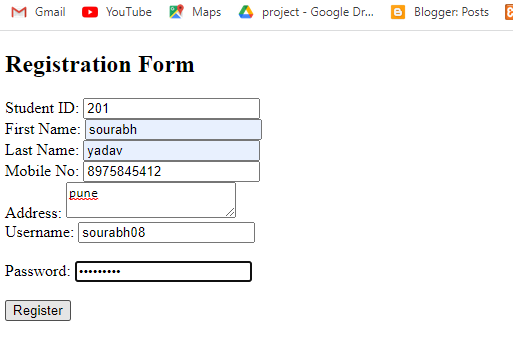 Gmail YouTube Maps project - Google Dr... Blogger: Posts
Registration Form
Student ID: 201
First Name: sourabh
Last Name: yadav
Mobile No: 8975845412
Address: pune
Username: sourabh08
Password: •••••••••
Register